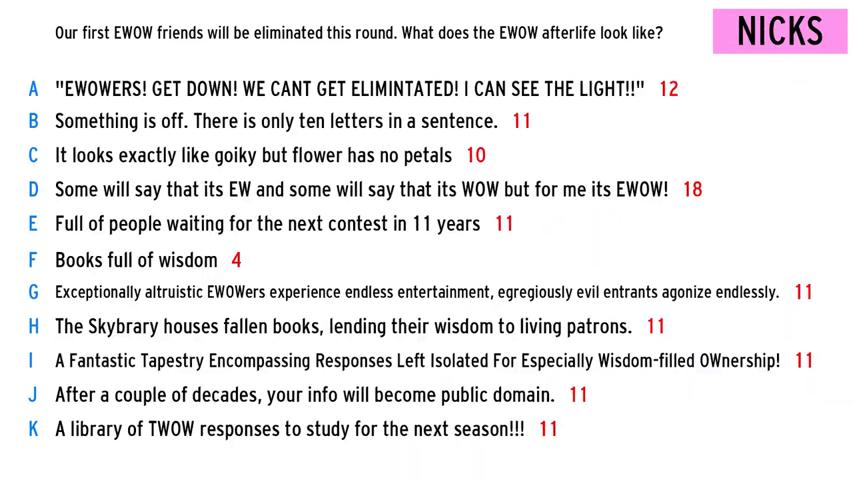 Our first EWOW friends will be eliminated this round. What does the EWOW afterlife look like?
NICKS
A "EWOWERS! GET DOWN! WE CANT GET ELIMINTATED! I CAN SEE THE LIGHT!!" 12
B Something is off. There is only ten letters in a sentence. 11
C It looks exactly like goiky but flower has no petals 10
D Some will say that its EW and some will say that its WOW but for me its EWOW! 18
E Full of people waiting for the next contest in 11 years 11
F Books full of wisdom 4
G Exceptionally altruistic EWOWers experience endless entertainment, egregiously evil entrants agonize endlessly. 11
H The Skybrary houses fallen books, lending their wisdom to living patrons. 11
I A Fantastic Tapestry Encompassing Responses Left Isolated For Especially Wisdom-filled OWnership! 11
J After a couple of decades, your info will become public domain. 11
K A library of TWOW responses to study for the next season!!! 11